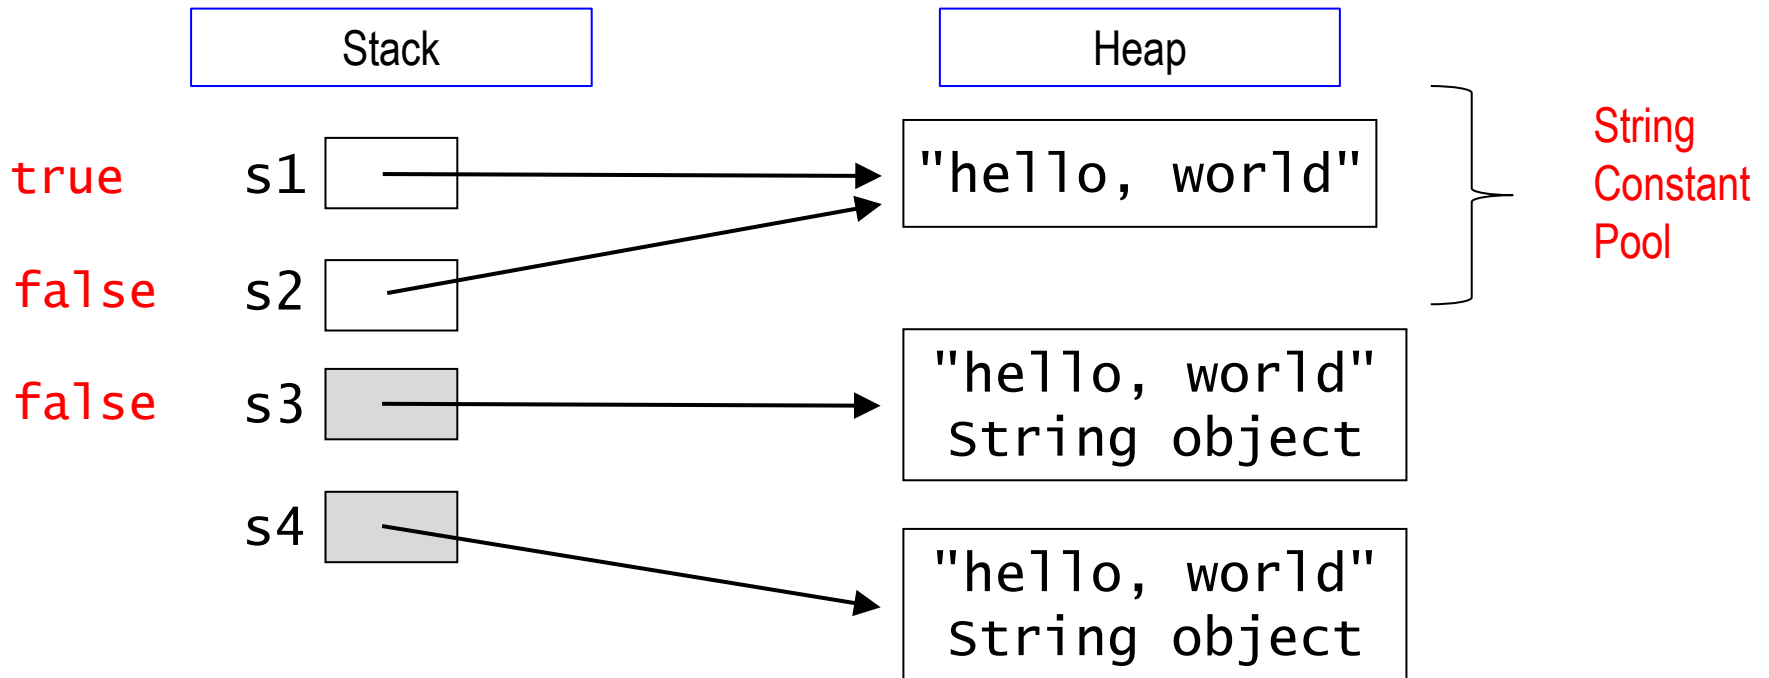 Stack
Heap
String
Constant
Pool
true
s1
"hello, world"
false
s2
false
s3
"hello, world"
String object
s4
"hello, world"
String object